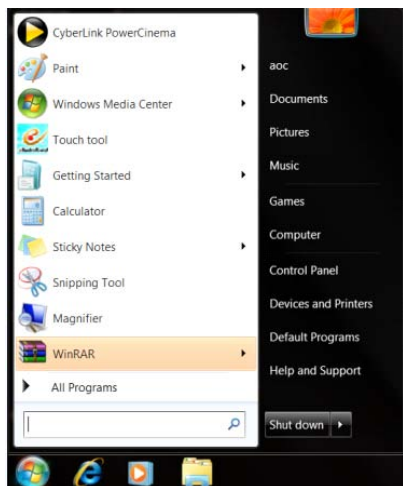 CyberLink PowerCinema
Paint
Windows Media Center
Touch tool
Getting Started
Calculator
Sticky Notes
Snipping Tool
Magnifier
WinRAR
All Programs
aoc
Documents
Pictures
Music
Games
Computer
Control Panel
Devices and Printers
Default Programs
Help and Support
Shut down